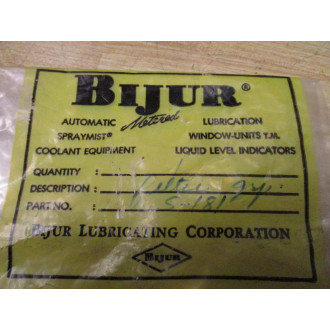 BIJUR®
AUTOMATIC Metered LUBRICATION
SPRAYMIST® WINDOW-UNITS T.M.
COOLANT EQUIPMENT LIQUID LEVEL INDICATORS
QUANTITY :
DESCRIPTION :
PART NO. :
BIJUR LUBRICATING CORPORATION
BIJUR